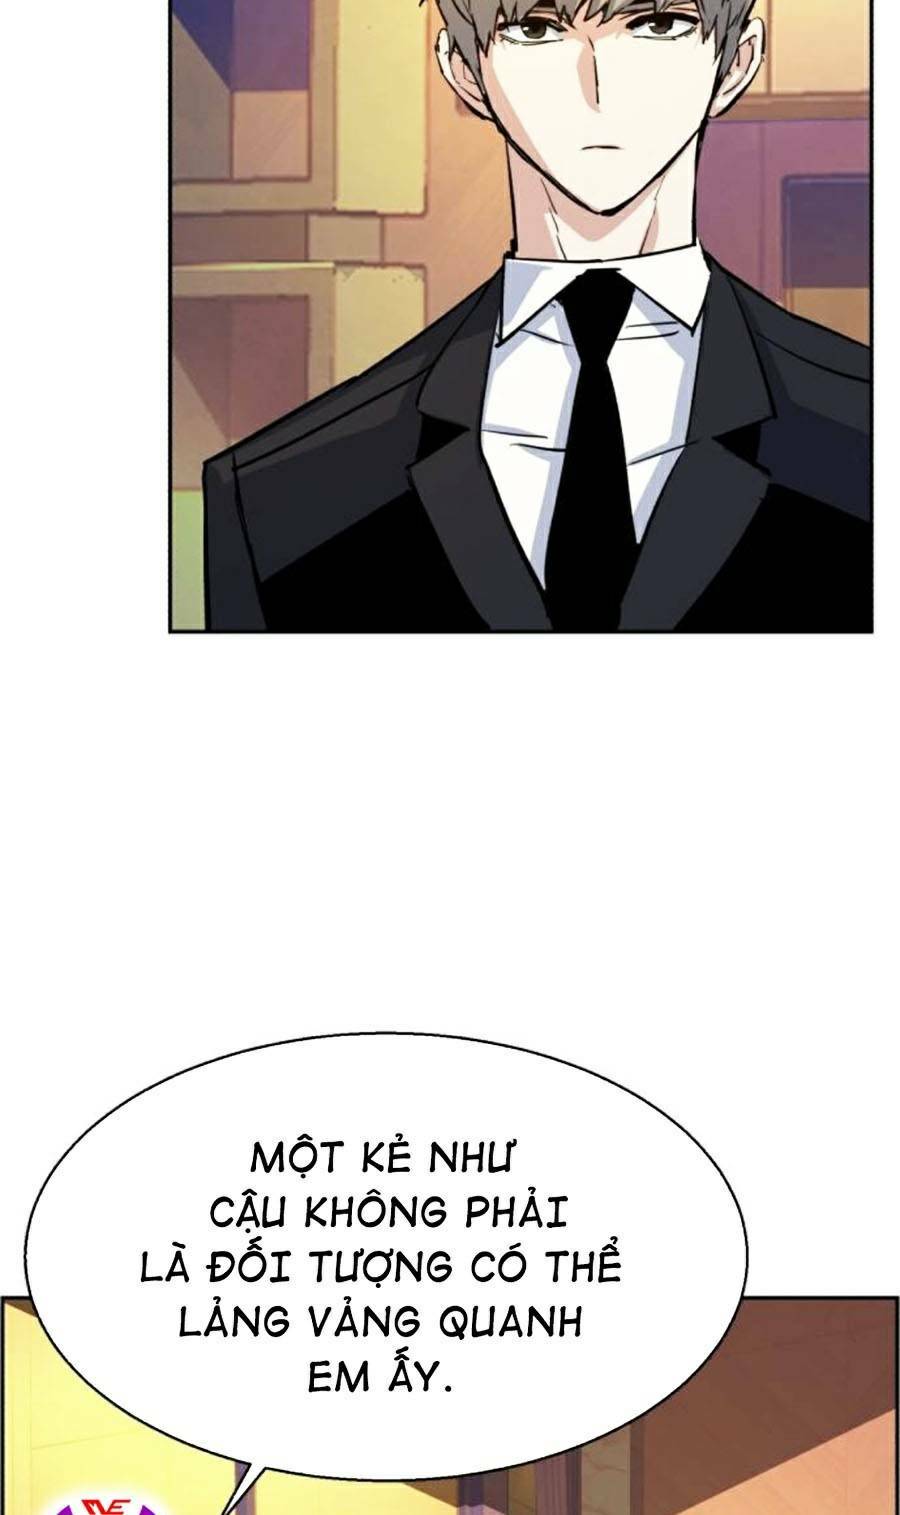 MỘT KẺ NHƯ
CẬU KHÔNG PHẢI
LÀ ĐỐI TƯỢNG CÓ THỂ
LẢNG VẢNG QUANH
EM ẤY.